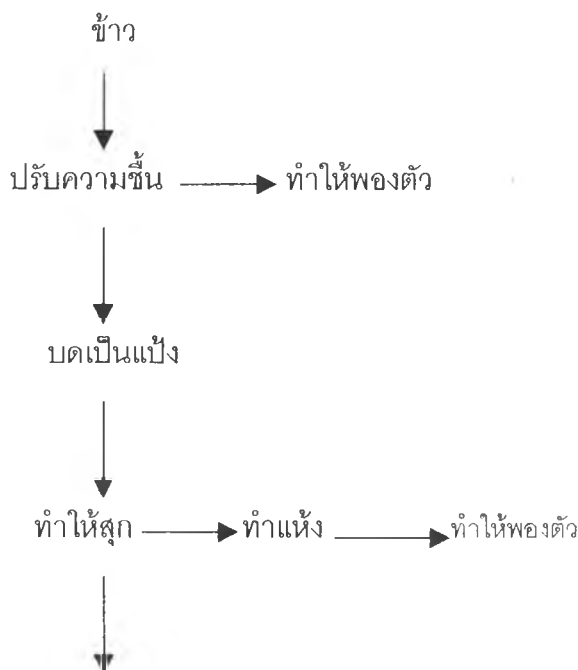 ข้าว
ปรับความชื้น ทำให้พองตัว
บดเป็นแป้ง
ทำให้สุก ทำแห้ง ทำให้พองตัว